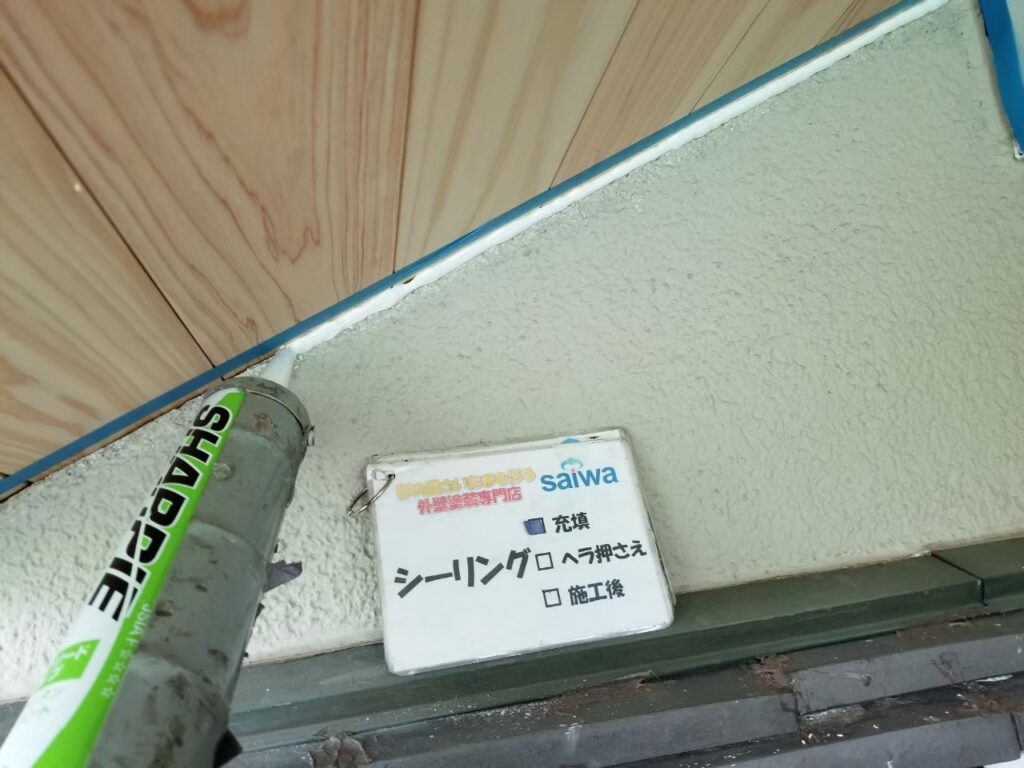 saiwa
外壁塗装専門店
充填
シーリング
ヘラ押さえ
施工後
SHARPIE
JSIA F☆☆☆☆